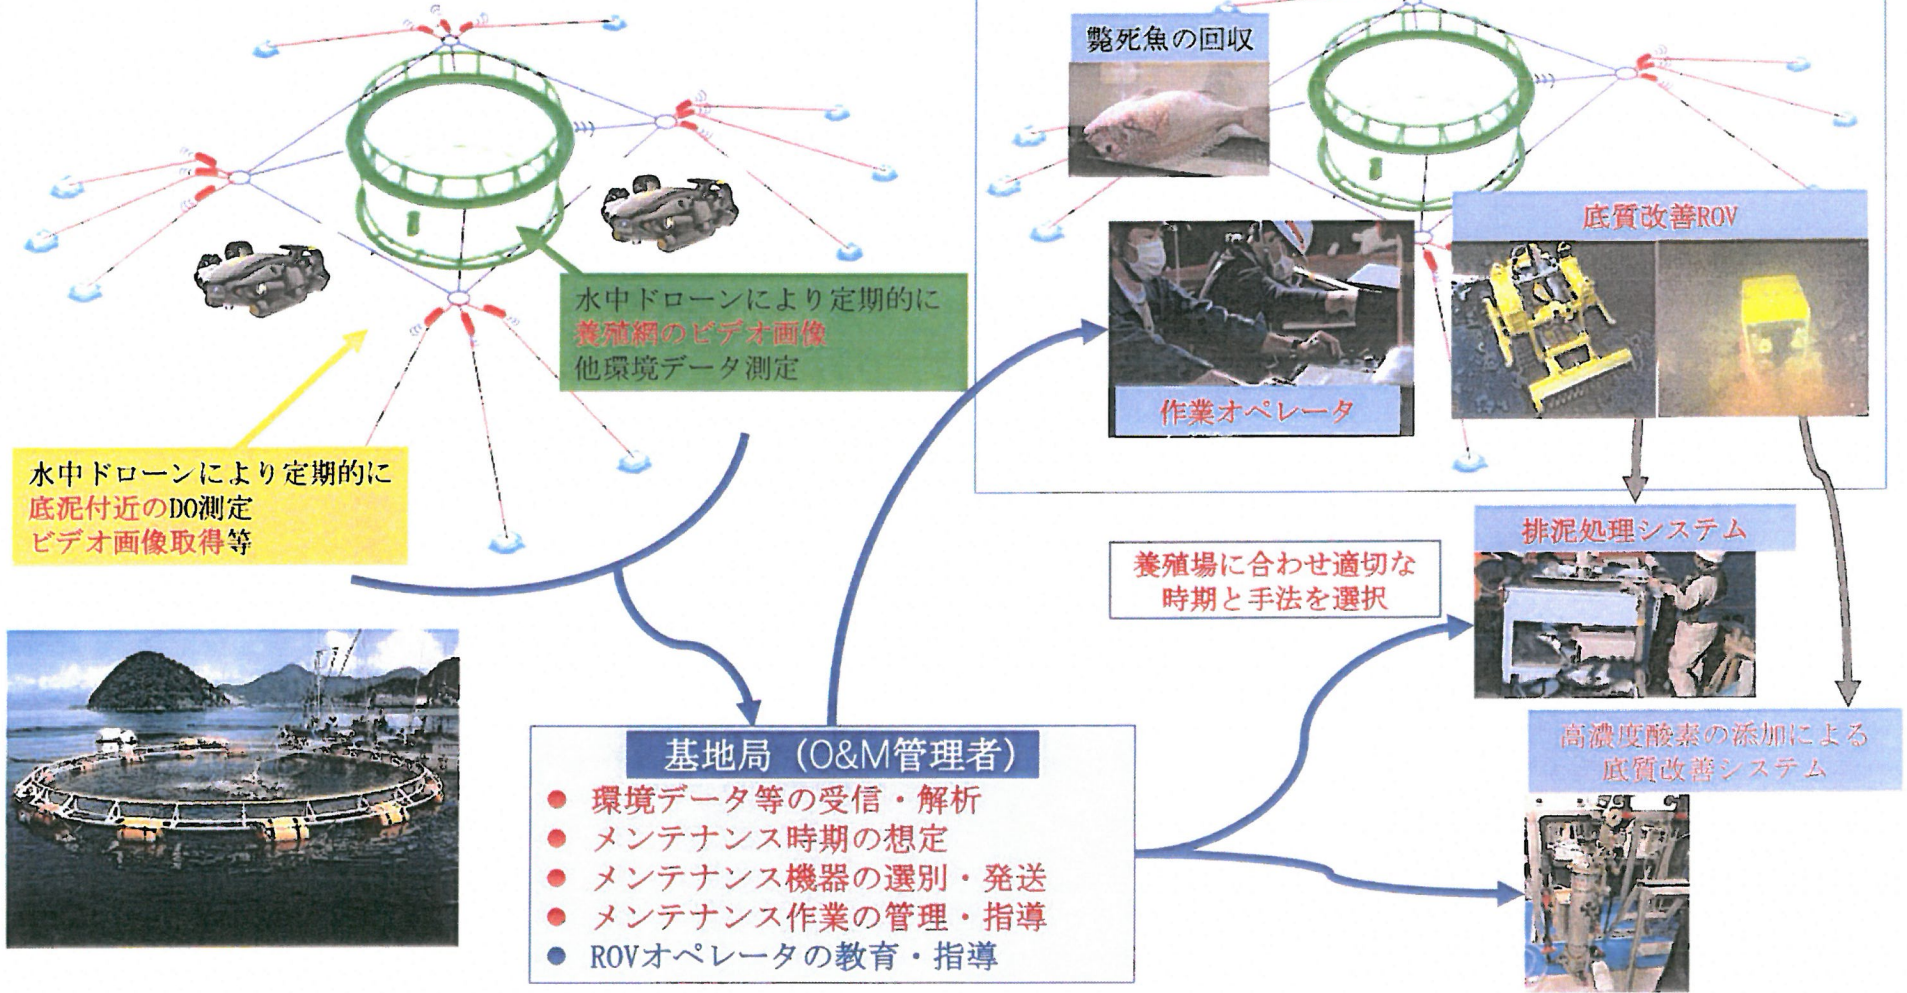 斃死魚の回収
底質改善ROV
水中ドローンにより定期的に
養殖網のビデオ画像
他環境データ測定
作業オペレータ
水中ドローンにより定期的に
底泥付近のDO測定
ビデオ画像取得等
排泥処理システム
養殖場に合わせ適切な
時期と手法を選択
高濃度酸素の添加による
底質改善システム
基地局（O&M管理者）
● 環境データ等の受信・解析
● メンテナンス時期の想定
● メンテナンス機器の選別・発送
● メンテナンス作業の管理・指導
● ROVオペレータの教育・指導